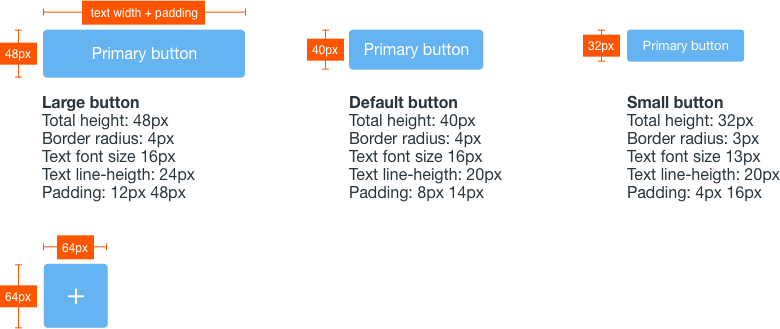 text width + padding
48px
Primary button
40px
Primary button
32px
Primary button
Large button
Total height: 48px
Border radius: 4px
Text font size 16px
Text line-heigth: 24px
Padding: 12px 48px
Default button
Total height: 40px
Border radius: 4px
Text font size 16px
Text line-heigth: 20px
Padding: 8px 14px
Small button
Total height: 32px
Border radius: 3px
Text font size 13px
Text line-heigth: 20px
Padding: 4px 16px
64px
64px
+